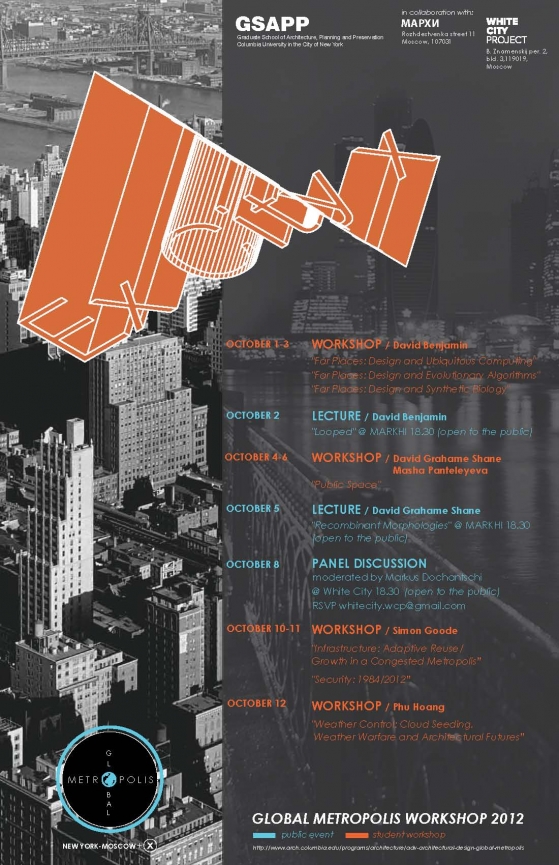 GSAPP
Graduate School of Architecture, Planning and Preservation
Columbia University in the City of New York
in collaboration with:
МАРХИ
Rozhdestvenka street 11
Moscow, 107031
WHITE
CITY
PROJECT
B. Znamenskij per. 2,
bld. 3,119019,
Moscow
OCTOBER 1-3
WORKSHOP / David Benjamin
"Far Places: Design and Ubiquitous Computing"
"Far Places: Design and Evolutionary Algorithms"
"Far Places: Design and Synthetic Biology"
OCTOBER 2
LECTURE / David Benjamin
"Looped" @ MARKHI 18.30 (open to the public)
OCTOBER 4-6
WORKSHOP / David Grahame Shane
Masha Panteleyeva
"Public Space"
OCTOBER 5
LECTURE / David Grahame Shane
"Recombinant Morphologies" @ MARKHI 18.30
(open to the public)
OCTOBER 8
PANEL DISCUSSION
moderated by Markus Dochantschi
@ White City 18.30 (open to the public)
RSVP whitecity.wcp@gmail.com
OCTOBER 10-11
WORKSHOP / Simon Goode
"Infrastructure: Adaptive Reuse/
Growth in a Congested Metropolis"
"Security: 1984/2012"
OCTOBER 12
WORKSHOP / Phu Hoang
"Weather Control: Cloud Seeding,
Weather Warfare and Architectural Futures"
GLOBAL
METROPOLIS
NEW YORK-MOSCOW + X
GLOBAL METROPOLIS WORKSHOP 2012
public event
student workshop
http://www.arch.columbia.edu/programs/architecture/adv-architectural-design-global-metropolis